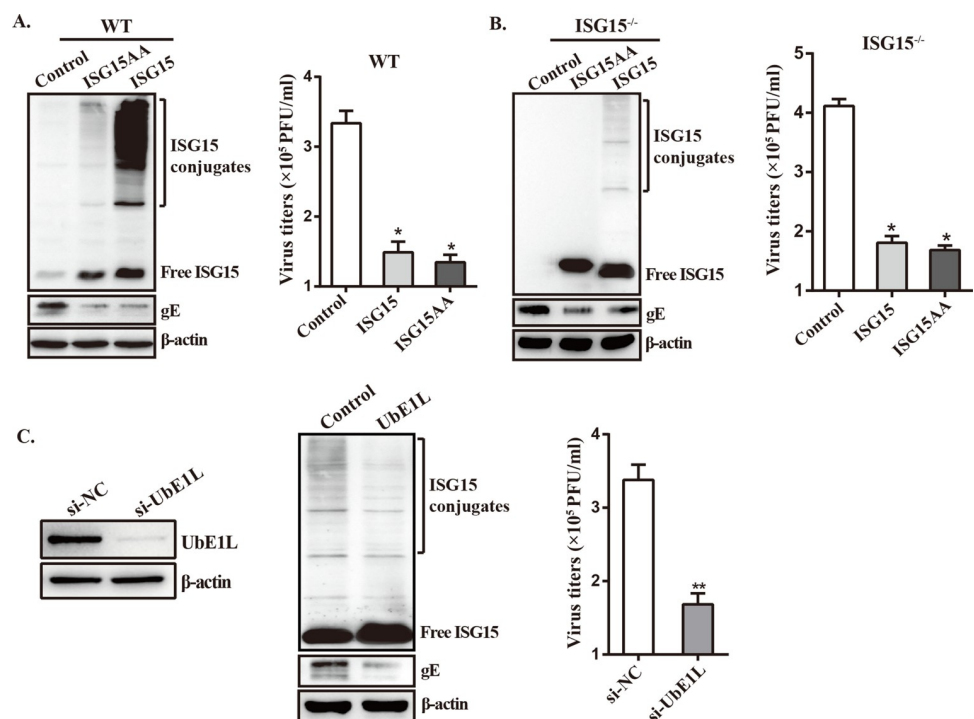 A.
WT
Control
ISG15AA
ISG15
ISG15
conjugates
Free ISG15
gE
β-actin
WT
Virus titers (×10⁵ PFU/ml)
4
3
2
1
*
*
Control
ISG15
ISG15AA
B.
ISG15⁻/⁻
Control
ISG15AA
ISG15
ISG15
conjugates
Free ISG15
gE
β-actin
ISG15⁻/⁻
Virus titers (×10⁵ PFU/ml)
5
4
3
2
1
*
*
Control
ISG15
ISG15AA
C.
si-NC
si-UbE1L
UbE1L
β-actin
Control
UbE1L
ISG15
conjugates
Free ISG15
gE
β-actin
Virus titers (×10⁵ PFU/ml)
4
3
2
1
**
si-NC
si-UbE1L